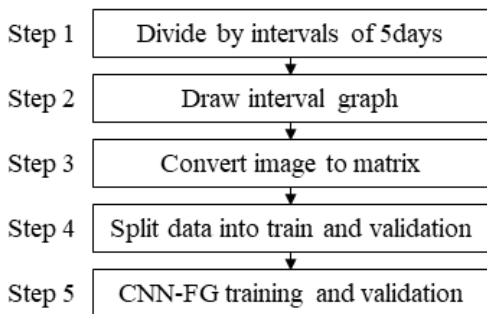 Step 1 Divide by intervals of 5days
Step 2 Draw interval graph
Step 3 Convert image to matrix
Step 4 Split data into train and validation
Step 5 CNN-FG training and validation